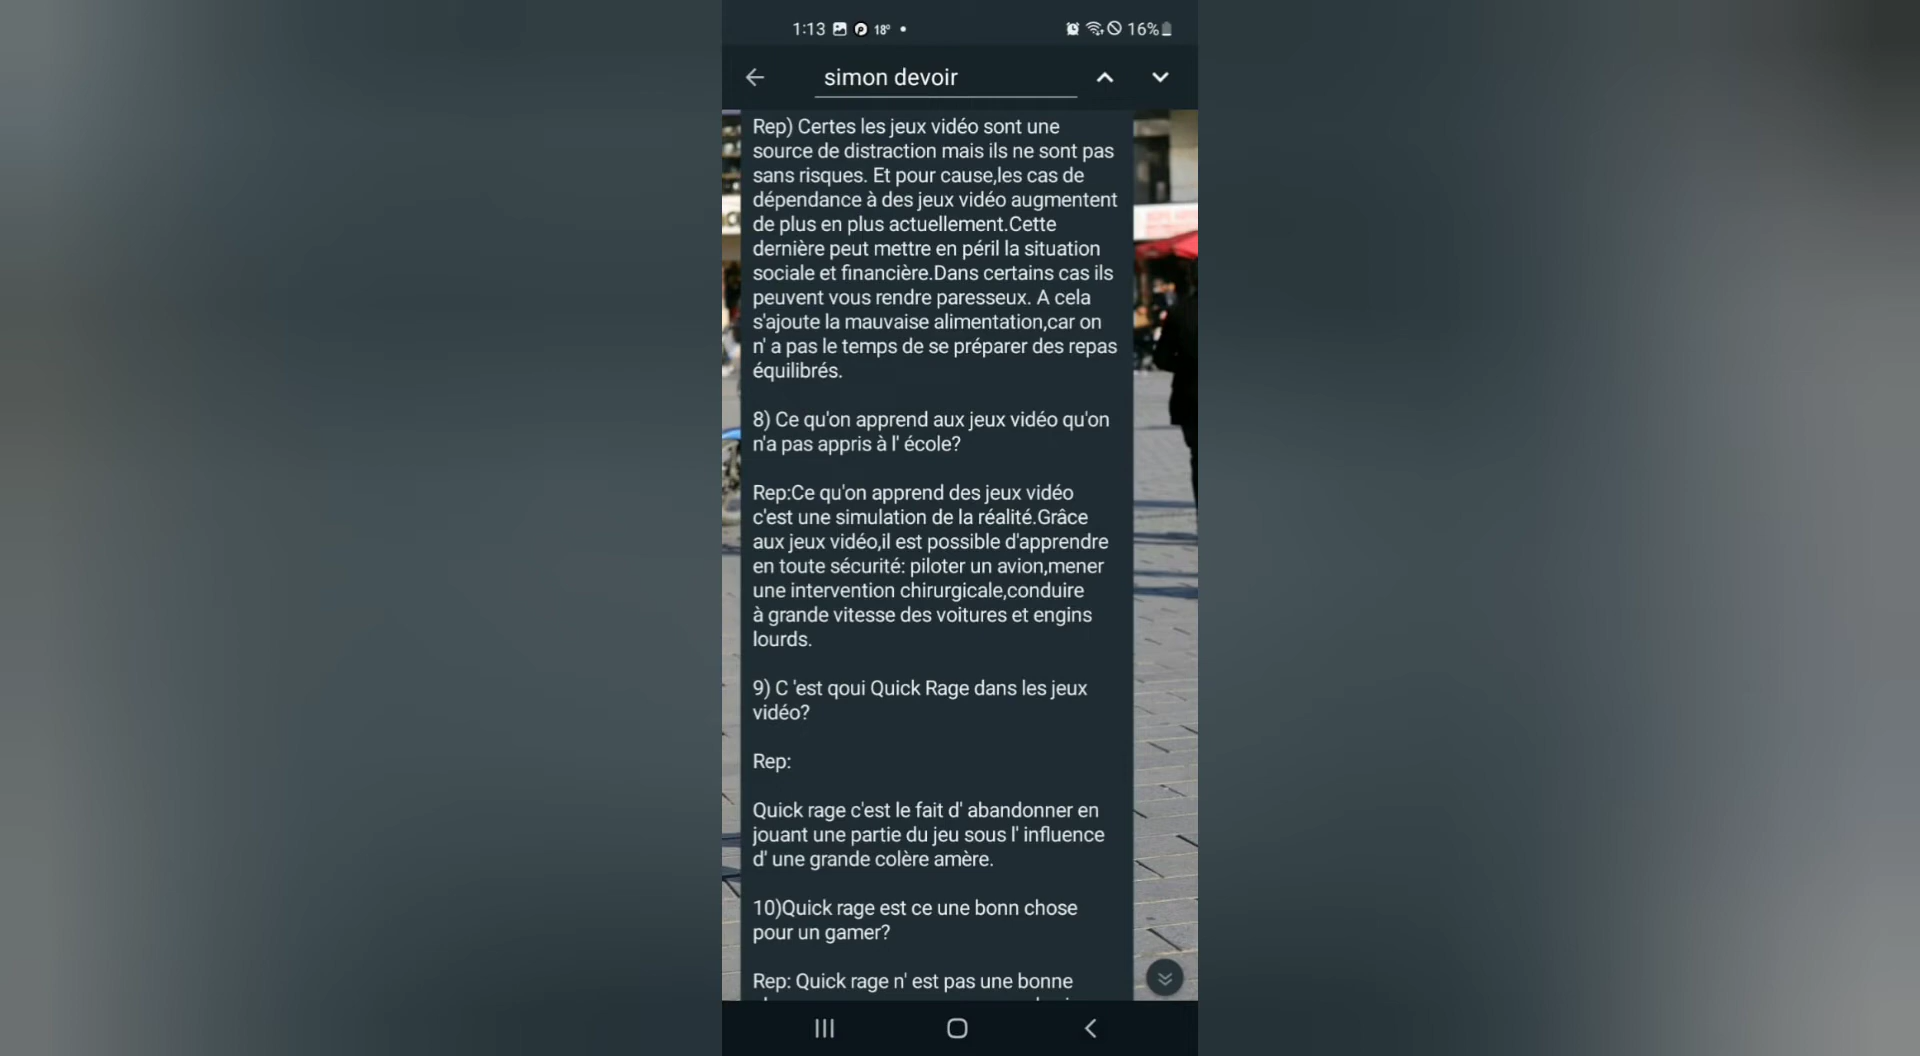 1:13 18° 16%
simon devoir
Rep) Certes les jeux vidéo sont une
source de distraction mais ils ne sont pas
sans risques. Et pour cause,les cas de
dépendance à des jeux vidéo augmentent
de plus en plus actuellement.Cette
dernière peut mettre en péril la situation
sociale et financière.Dans certains cas ils
peuvent vous rendre paresseux. A cela
s'ajoute la mauvaise alimentation,car on
n' a pas le temps de se préparer des repas
équilibrés.
8) Ce qu'on apprend aux jeux vidéo qu'on
n'a pas appris à l' école?
Rep:Ce qu'on apprend des jeux vidéo
c'est une simulation de la réalité.Grâce
aux jeux vidéo,il est possible d'apprendre
en toute sécurité: piloter un avion,mener
une intervention chirurgicale,conduire
à grande vitesse des voitures et engins
lourds.
9) C 'est qoui Quick Rage dans les jeux
vidéo?
Rep:
Quick rage c'est le fait d' abandonner en
jouant une partie du jeu sous l' influence
d' une grande colère amère.
10)Quick rage est ce une bonn chose
pour un gamer?
Rep: Quick rage n' est pas une bonne